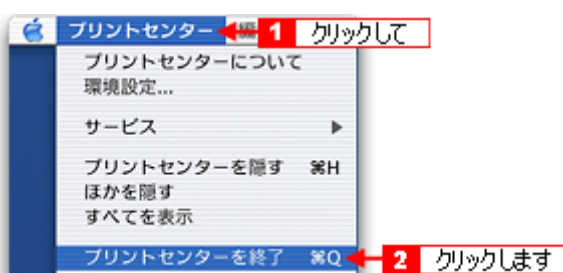 プリントセンター 1 クリックして
プリントセンターについて
環境設定...
サービス
プリントセンターを隠す ⌘H
ほかを隠す
すべてを表示
プリントセンターを終了 ⌘Q 2 クリックします